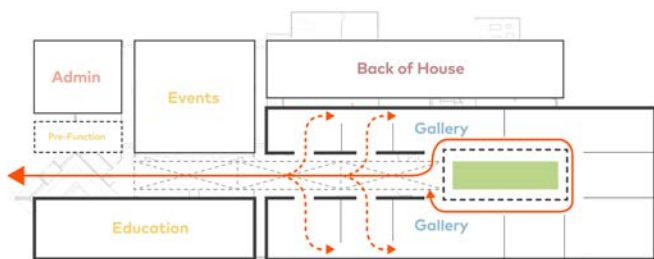 Back of House
Admin
Events
Gallery
Pre-Function
Education
Gallery